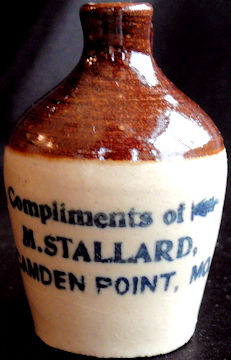 Compliments of
M. STALLARD,
CAMDEN POINT, MO